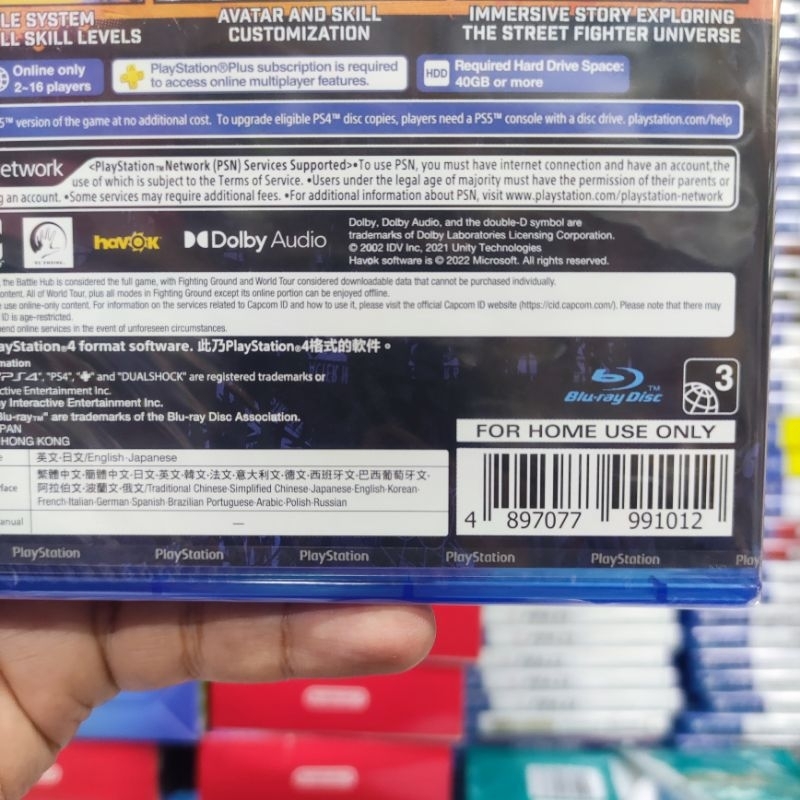 LE SYSTEM
LL SKILL LEVELS
AVATAR AND SKILL
CUSTOMIZATION
IMMERSIVE STORY EXPLORING
THE STREET FIGHTER UNIVERSE
Online only
2~16 players
PlayStation®Plus subscription is required
to access online multiplayer features.
HDD
Required Hard Drive Space:
40GB or more
5™ version of the game at no additional cost. To upgrade eligible PS4™ disc copies, players need a PS5™ console with a disc drive. playstation.com/help
etwork
<PlayStation™Network (PSN) Services Supported>•To use PSN, you must have internet connection and have an account,the
use of which is subject to the Terms of Service. •Users under the legal age of majority must have the permission of their parents or
g an account. •Some services may require additional fees. •For additional information about PSN, visit www.playstation.com/playstation-network
RE ENGINE
havok
Dolby Audio
Dolby, Dolby Audio, and the double-D symbol are
trademarks of Dolby Laboratories Licensing Corporation.
© 2002 IDV Inc, 2021 Unity Technologies
Havok software is © 2022 Microsoft. All rights reserved.
the Battle Hub is considered the full game, with Fighting Ground and World Tour considered downloadable data that cannot be purchased individually.
ontent. All of World Tour, plus all modes in Fighting Ground except its online portion can be enjoyed offline.
use online-only content. For information on the services related to Capcom ID and how to use it, please visit the official Capcom ID website (https://cid.capcom.com/). Please note that there may
ID is age-restricted.
end online services in the event of unforeseen circumstances.
ayStation®4 format software. 此乃PlayStation®4格式的軟件。
mation
PS4", "PS4", and "DUALSHOCK" are registered trademarks or
ctive Entertainment Inc.
y Interactive Entertainment Inc.
Blu-ray™" are trademarks of the Blu-ray Disc Association.
PAN
HONG KONG
Blu-ray Disc™
3
FOR HOME USE ONLY
e
英文·日文/English·Japanese
rface
繁體中文·簡體中文·日文·英文·韓文·法文·意大利文·德文·西班牙文·巴西葡萄牙文·
阿拉伯文·波蘭文·俄文/Traditional Chinese·Simplified Chinese·Japanese·English·Korean·
French·Italian·German·Spanish·Brazilian Portuguese·Arabic·Polish·Russian
anual
—
4 897077 991012
PlayStation PlayStation PlayStation PlayStation PlayStation Play